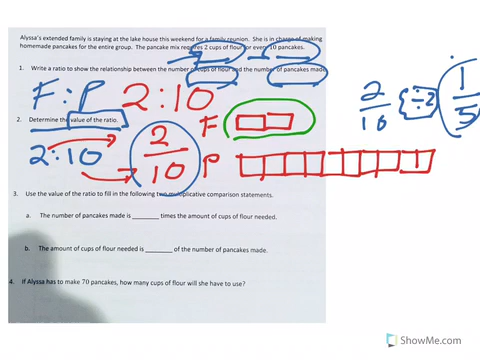 Alyssa's extended family is staying at the lake house this weekend for a family reunion. She is in charge of making
homemade pancakes for the entire group. The pancake mix requires 2 cups of flour for every 10 pancakes.
1. Write a ratio to show the relationship between the number of cups of flour and the number of pancakes made.
F:P 2:10
2/10 ÷2 1/5
2. Determine the value of the ratio.
2:10 2/10
F
P
3. Use the value of the ratio to fill in the following two multiplicative comparison statements.
a. The number of pancakes made is ________ times the amount of cups of flour needed.
b. The amount of cups of flour needed is ________ of the number of pancakes made.
4. If Alyssa has to make 70 pancakes, how many cups of flour will she have to use?
ShowMe.com